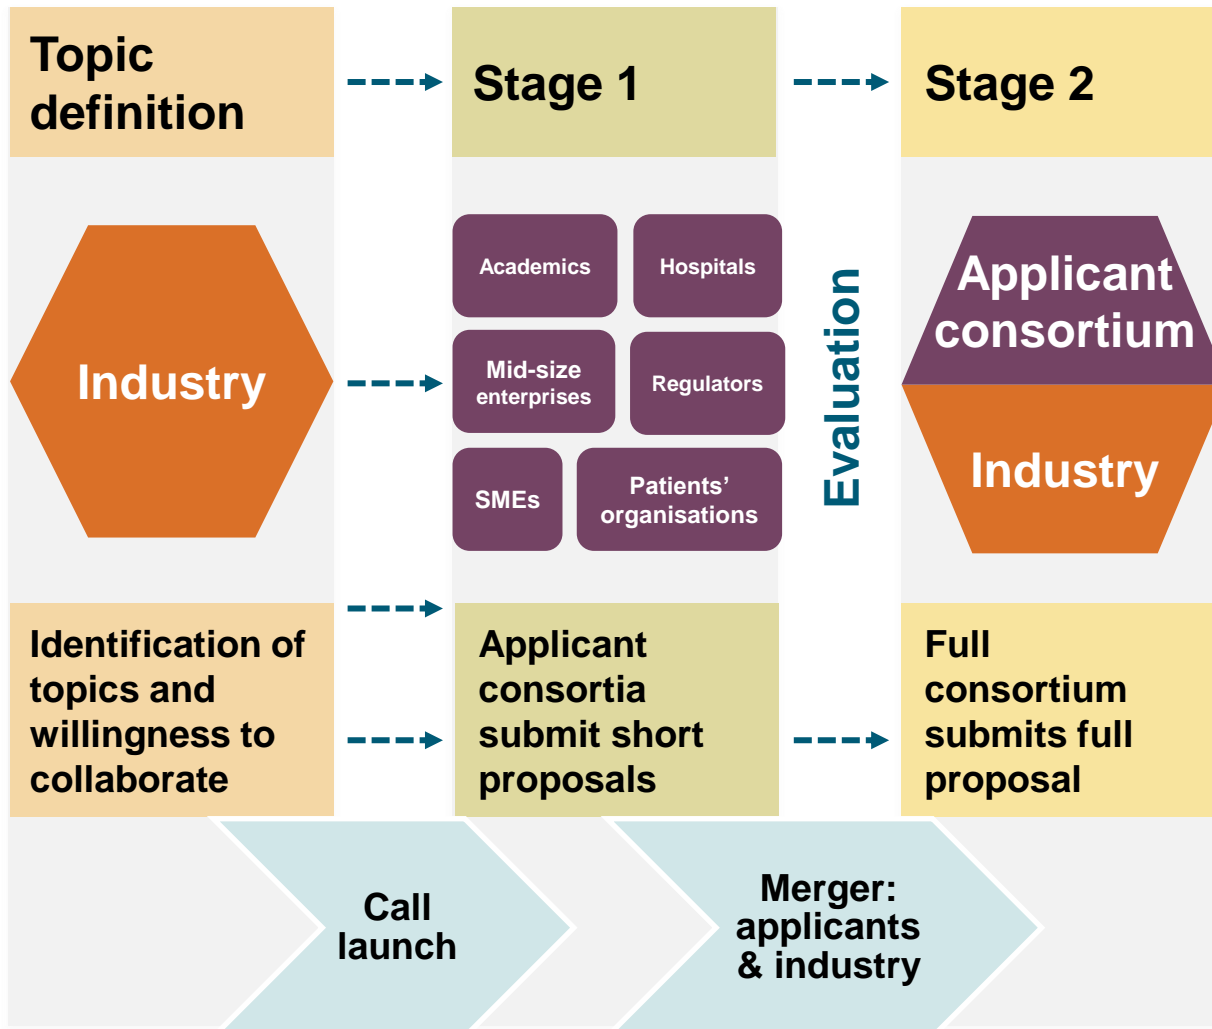 Topic
definition
Stage 1
Stage 2
Industry
Academics
Hospitals
Mid-size
enterprises
Regulators
SMEs
Patients’
organisations
Evaluation
Applicant
consortium
Industry
Identification of
topics and
willingness to
collaborate
Applicant
consortia
submit short
proposals
Full
consortium
submits full
proposal
Call
launch
Merger:
applicants
& industry